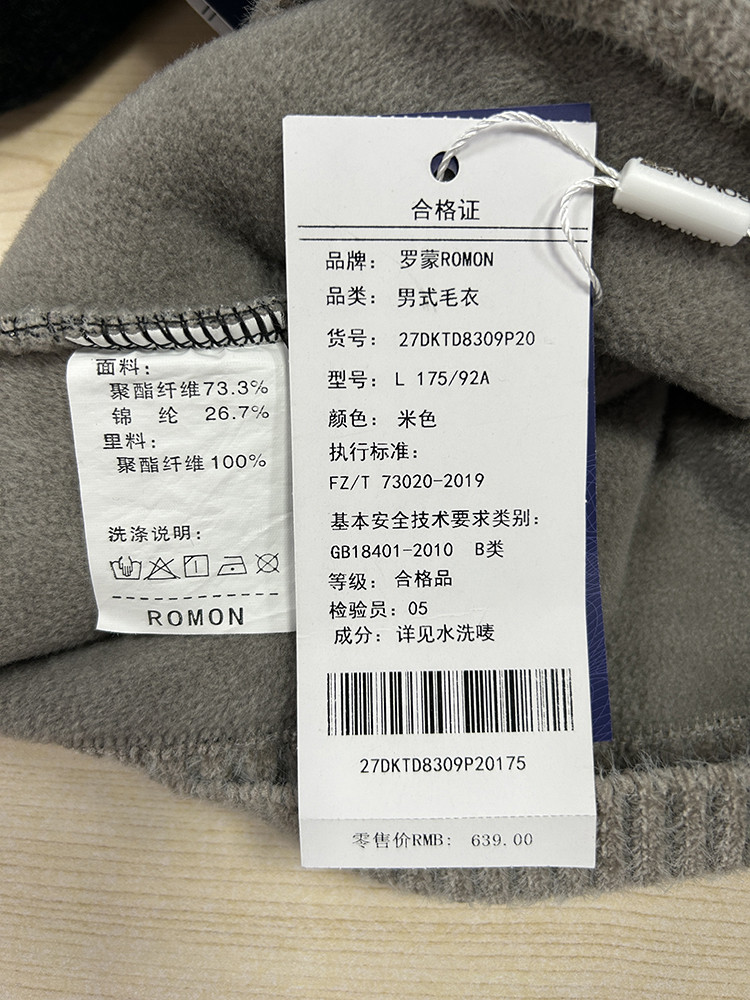 合格证
品牌： 罗蒙ROMON
品类： 男式毛衣
货号： 27DKTD8309P20
型号： L 175/92A
颜色： 米色
执行标准：
FZ/T 73020-2019
基本安全技术要求类别：
GB18401-2010 B类
等级： 合格品
检验员：05
成分： 详见水洗唛
27DKTD8309P20175
零售价RMB： 639.00
面料：
聚酯纤维73.3%
锦 纶 26.7%
里料：
聚酯纤维100%
洗涤说明：
ROMON